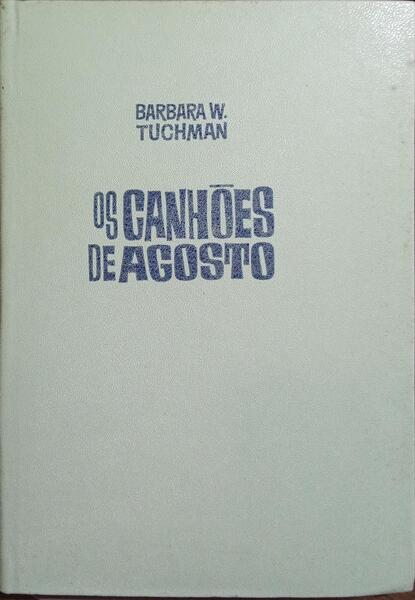 BARBARA W.
TUCHMAN
OS CANHÕES
DE AGOSTO